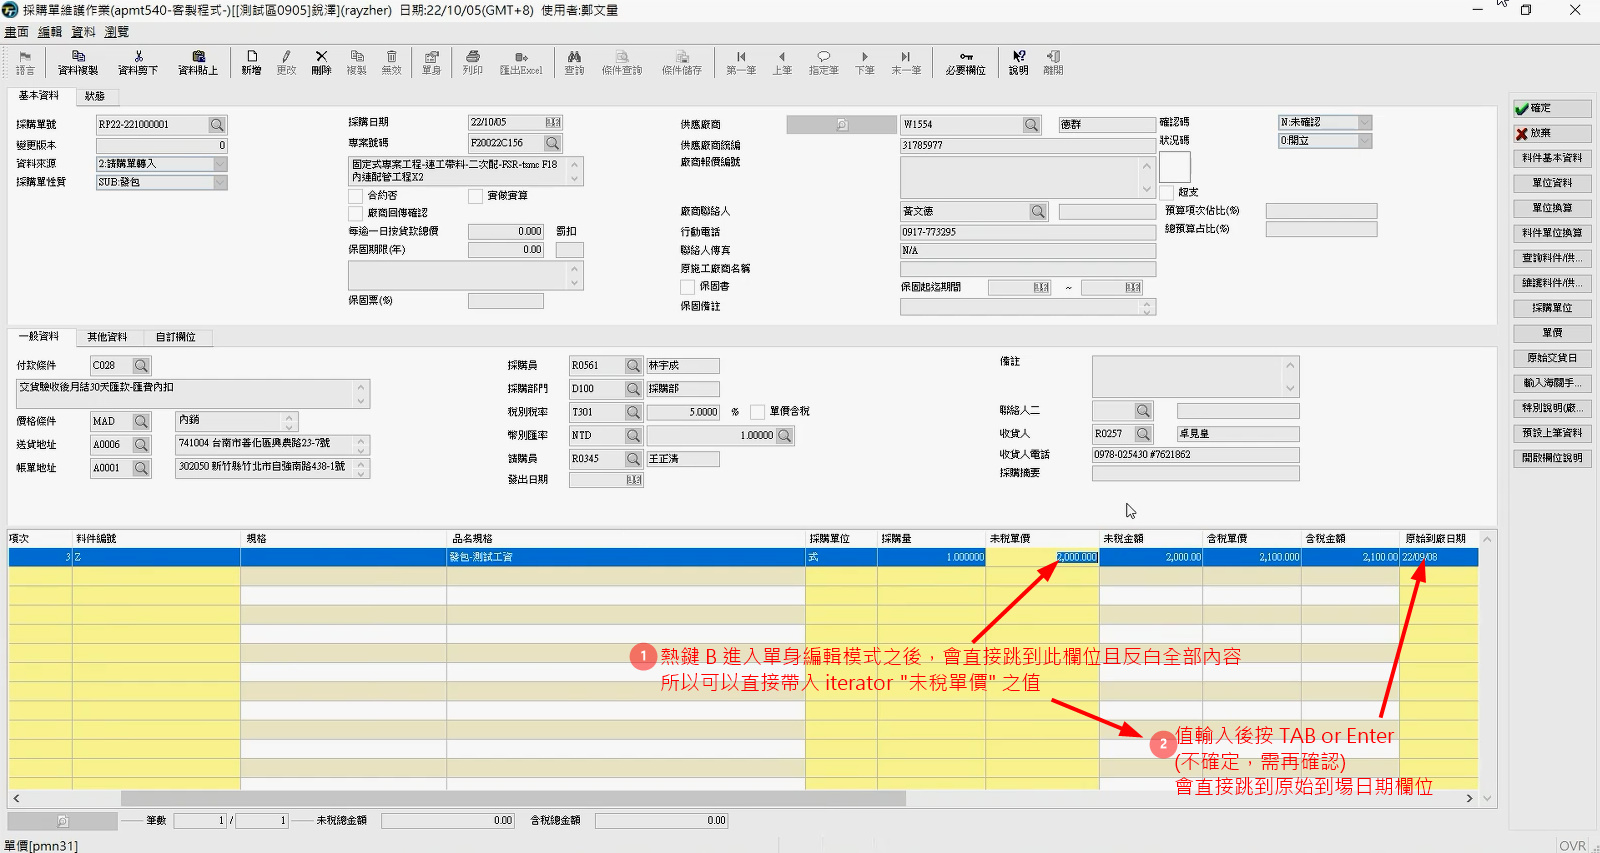 採購單維護作業(apmt540-客製程式-)[[測試區0905]銳澤](rayzher) 日期:22/10/05(GMT+8) 使用者:鄭文量
畫面 編輯 資料 瀏覽
語言 資料複製 資料剪下 資料貼上 新增 更改 刪除 複製 無效 單身 列印 匯出Excel 查詢 條件查詢 條件儲存 第一筆 上筆 指定筆 下筆 末一筆 必要欄位 說明 離開
基本資料 狀態
採購單號 RP22-221000001
變更版本 0
資料來源 2:請購單轉入
採購單性質 SUB:發包
採購日期 22/10/05
專案號碼 F20022C156
固定式專案工程-連工帶料-二次配-FSR-tsmc F18
內連配管工程X2
合約否 實做實算
廠商回傳確認
每逾一日按貨款總價 0.000 罰扣
保固期限(年) 0.00
保固票(%)
供應廠商 W1554 德群
供應廠商統編 31785977
廠商報價編號
廠商聯絡人 黃文德
行動電話 0917-773295
聯絡人傳真 N/A
原施工廠商名稱
保固書 保固起迄期間 ~
保固備註
確認碼 N:未確認
狀況碼 0:開立
超支
預算項次佔比(%)
總預算占比(%)
一般資料 其他資料 自訂欄位
付款條件 C028
交貨驗收後月結30天匯款-匯費內扣
價格條件 MAD 內銷
送貨地址 A0006 741004 台南市善化區興農路23-7號
帳單地址 A0001 302050 新竹縣竹北市自強南路438-1號
採購員 R0561 林宇成
採購部門 D100 採購部
稅別稅率 T301 5.0000 % 單價含稅
幣別匯率 NTD 1.00000
請購員 R0345 王正清
發出日期
備註
聯絡人二
收貨人 R0257 卓見皇
收貨人電話 0978-025430 #7621862
採購摘要
確定
放棄
料件基本資料
單位資料
單位換算
料件單位換算
查詢料件/供...
維護料件/供...
採購單位
單價
原始交貨日
輸入海關手...
特別說明(廠...
預設上筆資料
開啟欄位說明
項次 料件編號 規格 品名規格 採購單位 採購量 未稅單價 未稅金額 含稅單價 含稅金額 原始到廠日期
3 Z 發包-測試工資 式 1.000000 2,000.000 2,000.00 2,100.000 2,100.00 22/09/08
1 熱鍵 B 進入單身編輯模式之後，會直接跳到此欄位且反白全部內容
所以可以直接帶入 iterator "未稅單價" 之值
2 值輸入後按 TAB or Enter
(不確定，需再確認)
會直接跳到原始到場日期欄位
筆數 1 / 1 未稅總金額 0.00 含稅總金額 0.00
單價[pmn31] OVR